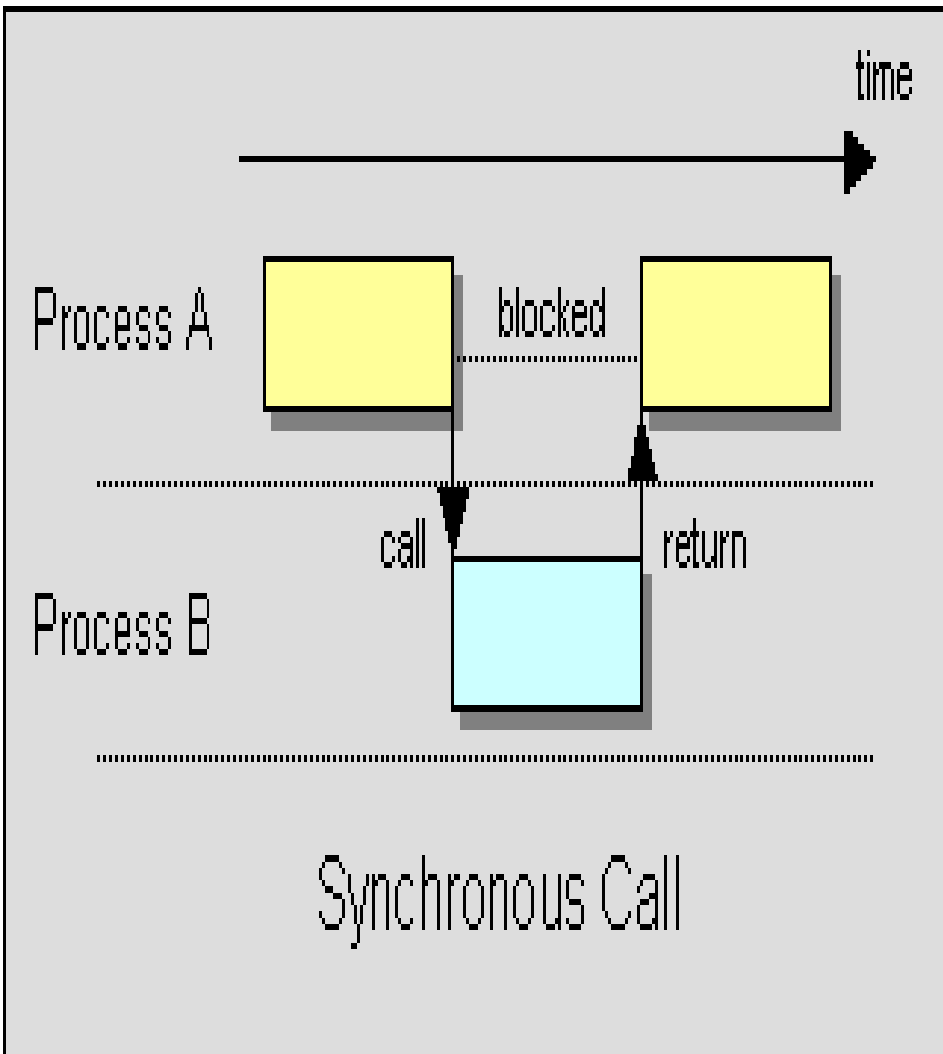 time
Process A
blocked
call
return
Process B
Synchronous Call